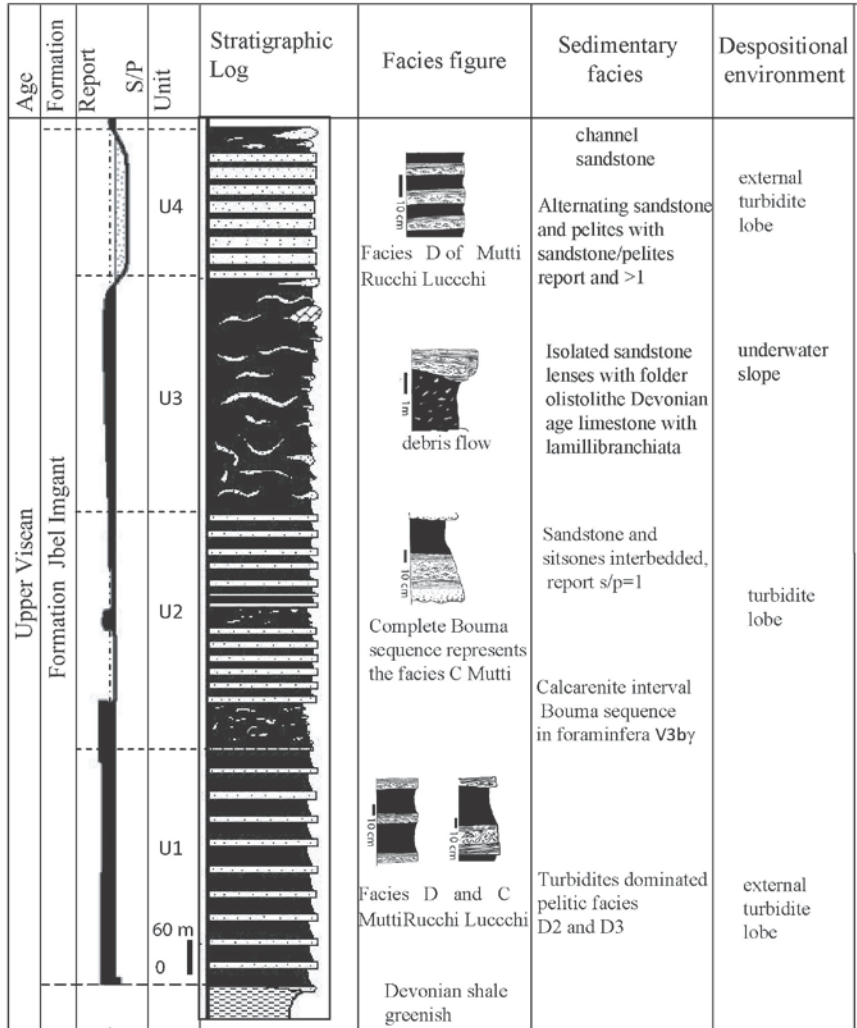 Age
Formation
Report
S/P
Unit
Stratigraphic
Log
Facies figure
Sedimentary
facies
Despositional
environment
Upper Viscan
Formation Jbel Imgant
U4
10 cm
Facies D of Mutti
Rucchi Luccchi
channel
sandstone
Alternating sandstone
and pelites with
sandstone/pelites
report and >1
external
turbidite
lobe
U3
1m
debris flow
Isolated sandstone
lenses with folder
olistolithe Devonian
age limestone with
lamillibranchiata
underwater
slope
U2
10 cm
Complete Bouma
sequence represents
the facies C Mutti
Sandstone and
sitsones interbedded,
report s/p=1
Calcarenite interval
Bouma sequence
in foraminfera V3bγ
turbidite
lobe
U1
60 m
0
10 cm
10 cm
Facies D and C
MuttiRucchi Luccchi
Turbidites dominated
pelitic facies
D2 and D3
external
turbidite
lobe
Devonian shale
greenish